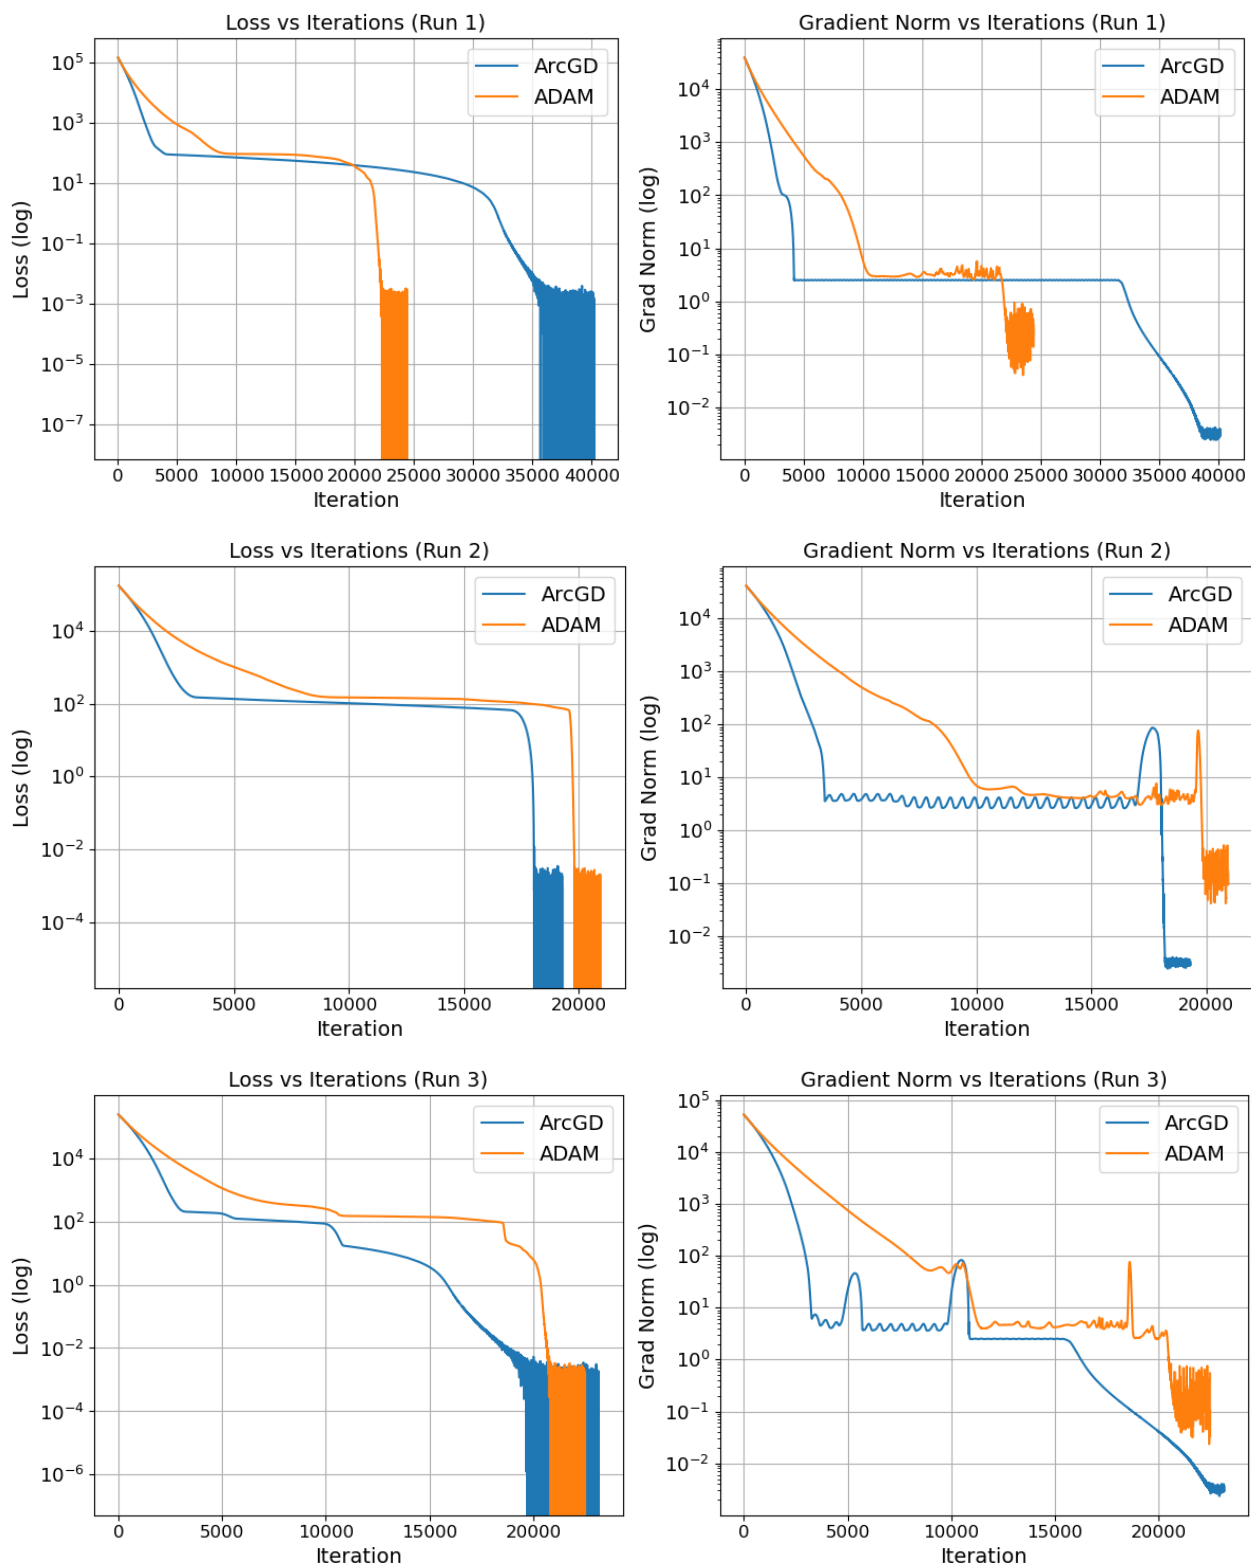 Loss vs Iterations (Run 1)
Loss (log)
10^5
10^3
10^1
10^-1
10^-3
10^-5
10^-7
ArcGD
ADAM
0 5000 10000 15000 20000 25000 30000 35000 40000
Iteration
Gradient Norm vs Iterations (Run 1)
Grad Norm (log)
10^4
10^3
10^2
10^1
10^0
10^-1
10^-2
ArcGD
ADAM
0 5000 10000 15000 20000 25000 30000 35000 40000
Iteration
Loss vs Iterations (Run 2)
Loss (log)
10^4
10^2
10^0
10^-2
10^-4
ArcGD
ADAM
0 5000 10000 15000 20000
Iteration
Gradient Norm vs Iterations (Run 2)
Grad Norm (log)
10^4
10^3
10^2
10^1
10^0
10^-1
10^-2
ArcGD
ADAM
0 5000 10000 15000 20000
Iteration
Loss vs Iterations (Run 3)
Loss (log)
10^4
10^2
10^0
10^-2
10^-4
10^-6
ArcGD
ADAM
0 5000 10000 15000 20000
Iteration
Gradient Norm vs Iterations (Run 3)
Grad Norm (log)
10^5
10^4
10^3
10^2
10^1
10^0
10^-1
10^-2
ArcGD
ADAM
0 5000 10000 15000 20000
Iteration